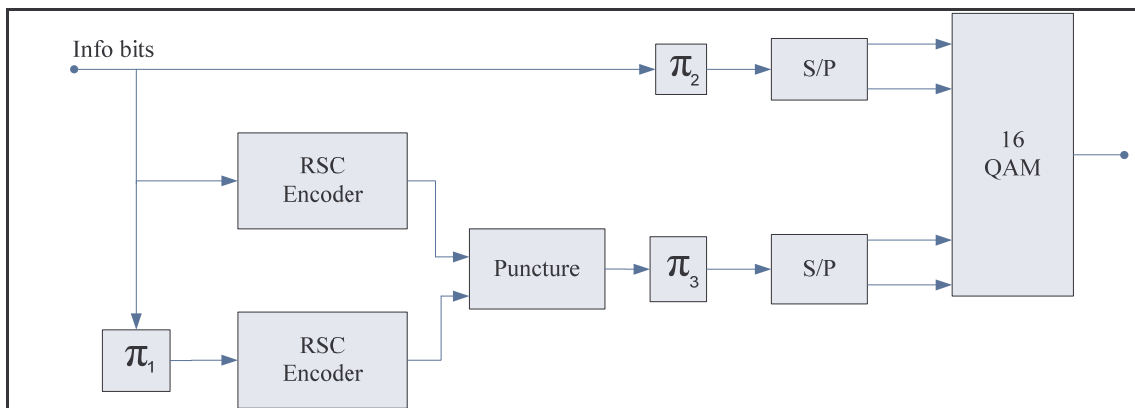 Info bits
π2
S/P
16
QAM
RSC
Encoder
Puncture
π3
S/P
π1
RSC
Encoder